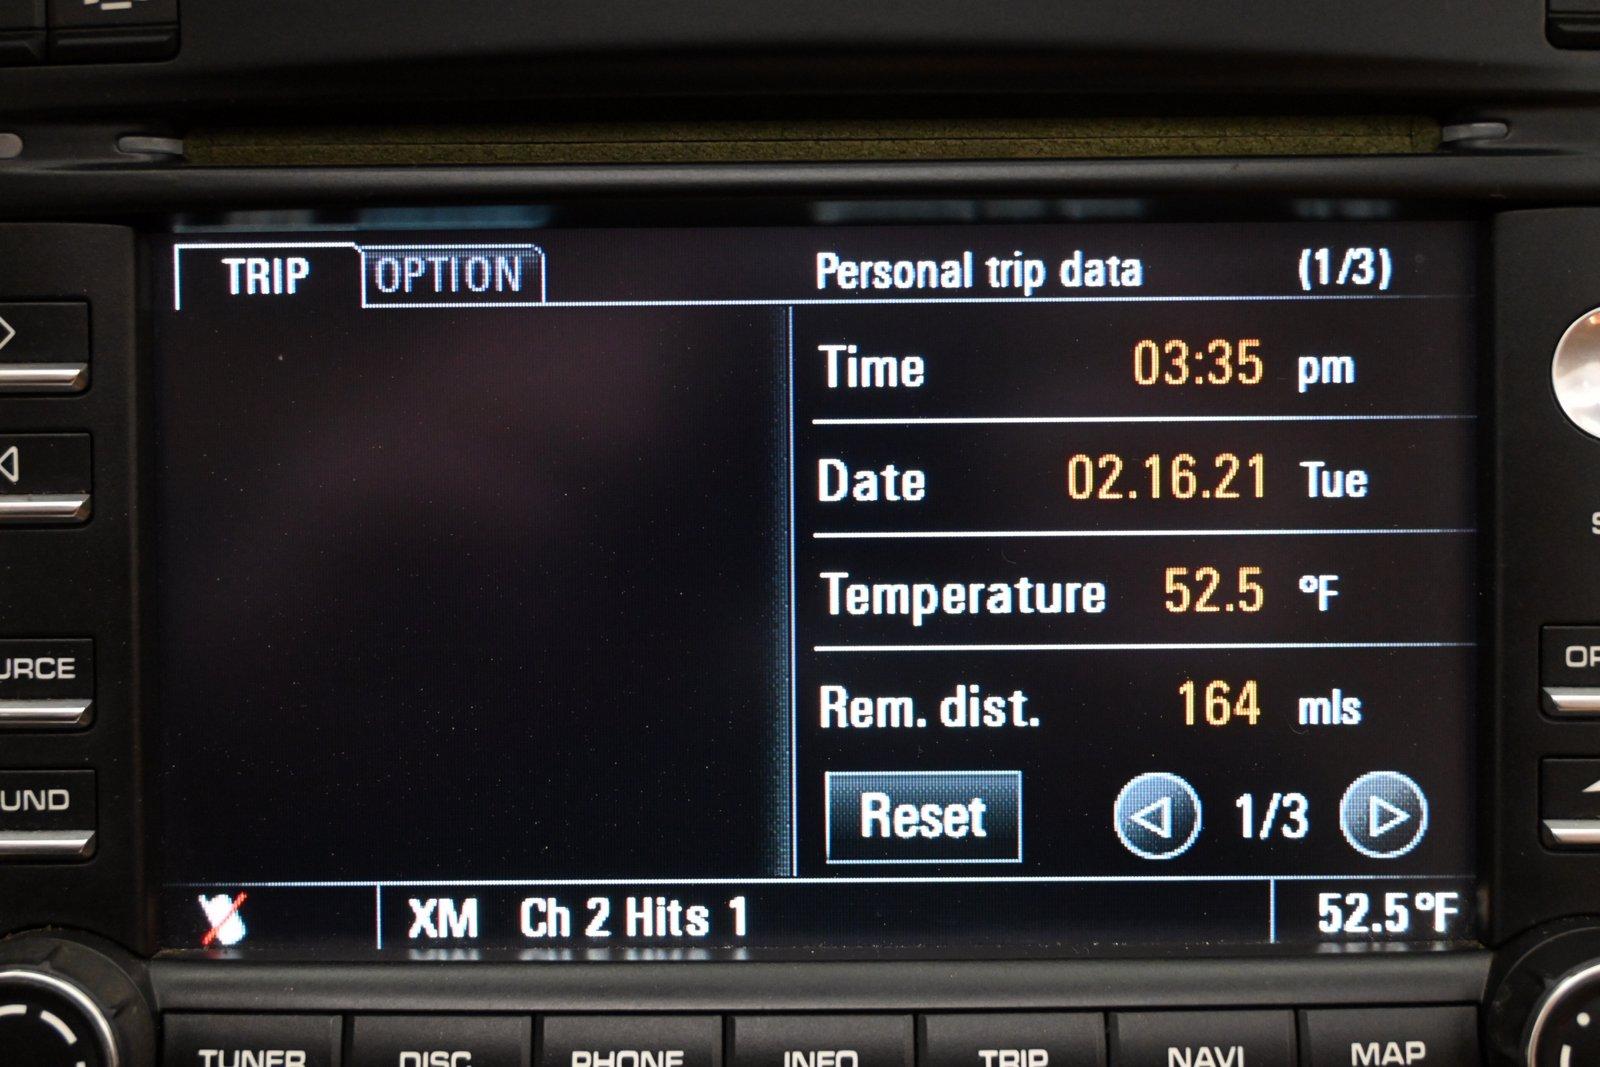 TRIP OPTION Personal trip data (1/3)
Time 03:35 pm
Date 02.16.21 Tue
Temperature 52.5 °F
Rem. dist. 164 mls
Reset 1/3
XM Ch 2 Hits 1 52.5°F
TUNER DISC PHONE INFO TRIP NAVI MAP